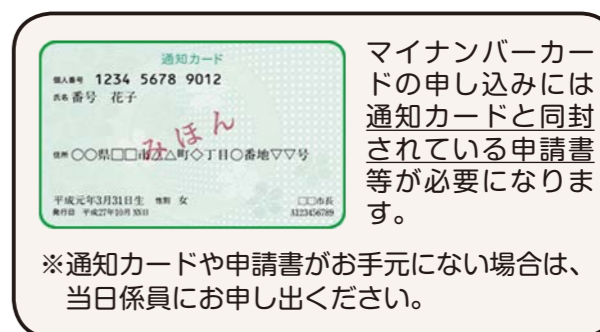 通知カード
個人番号 1234 5678 9012
氏名 番号 花子
みほん
住所 〇〇県□□市△△町◇丁目〇番地▽▽号
平成元年3月31日生 性別 女
□□市長
発行日 平成27年10月XX日
マイナンバーカー
ドの申し込みには
通知カードと同封
されている申請書
等が必要になりま
す。
※通知カードや申請書がお手元にない場合は、
当日係員にお申し出ください。